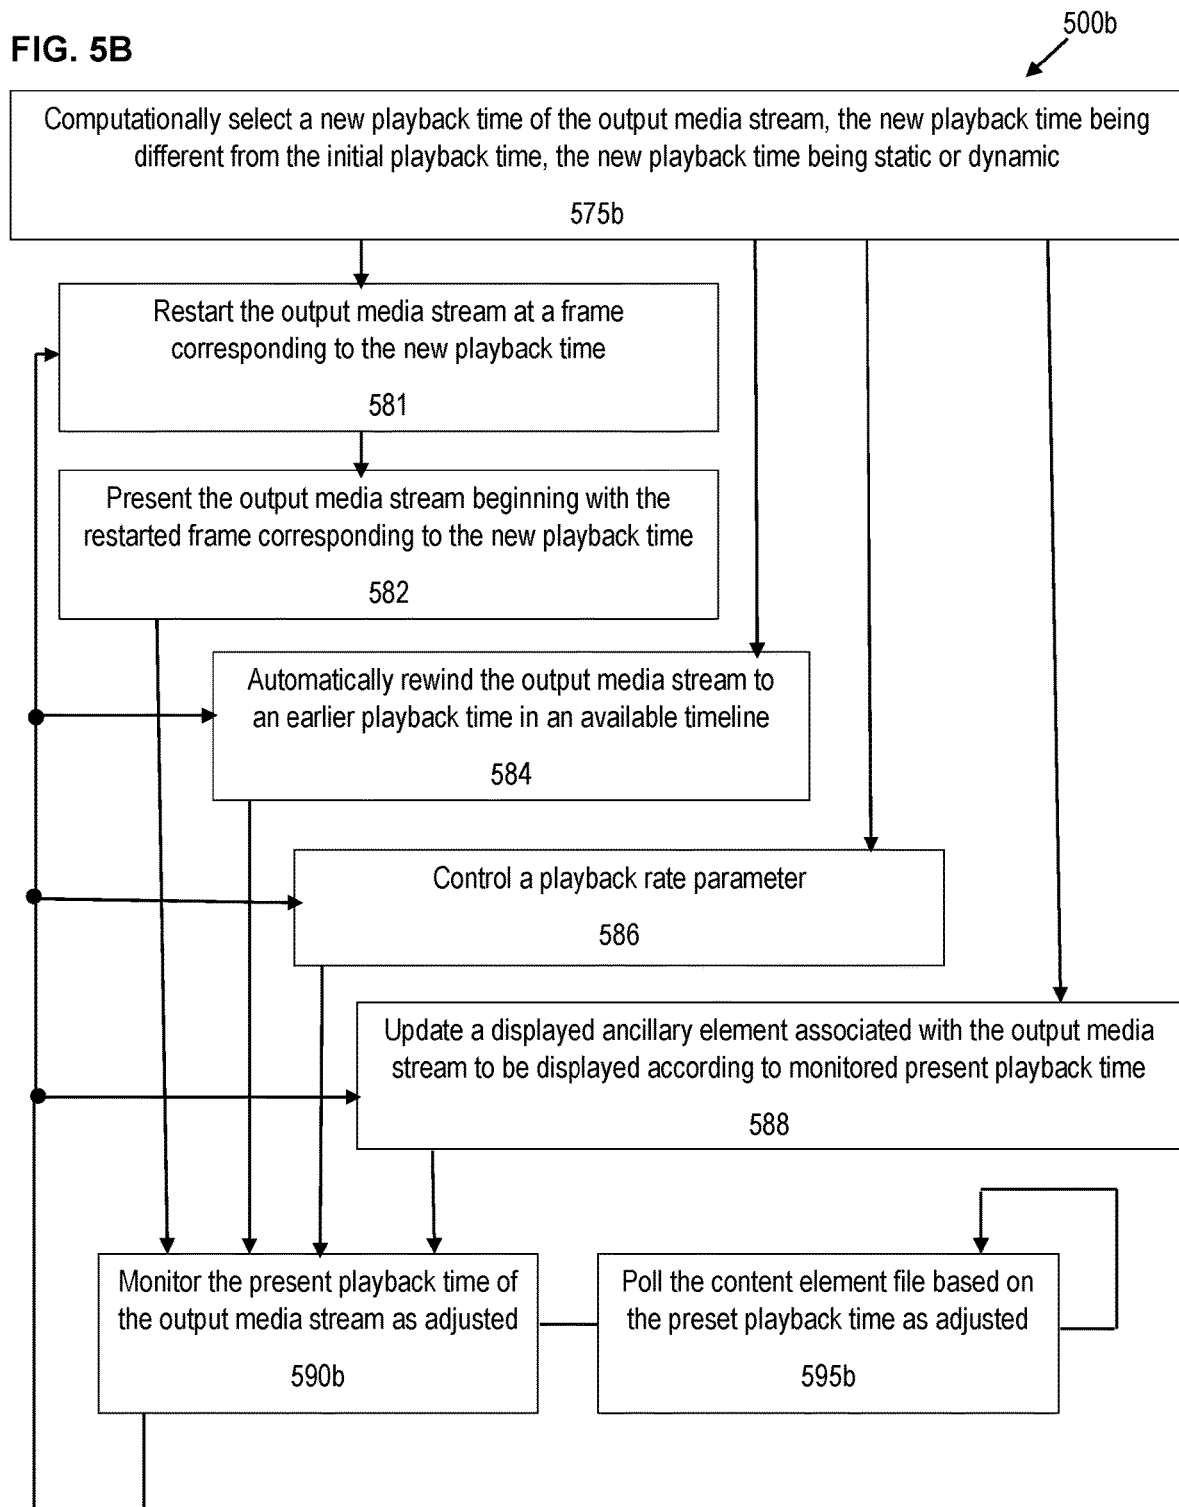 500b
FIG. 5B
Computationally select a new playback time of the output media stream, the new playback time being
different from the initial playback time, the new playback time being static or dynamic
575b
Restart the output media stream at a frame
corresponding to the new playback time
581
Present the output media stream beginning with the
restarted frame corresponding to the new playback time
582
Automatically rewind the output media stream to
an earlier playback time in an available timeline
584
Control a playback rate parameter
586
Update a displayed ancillary element associated with the output media
stream to be displayed according to monitored present playback time
588
Monitor the present playback time of
the output media stream as adjusted
590b
Poll the content element file based on
the preset playback time as adjusted
595b